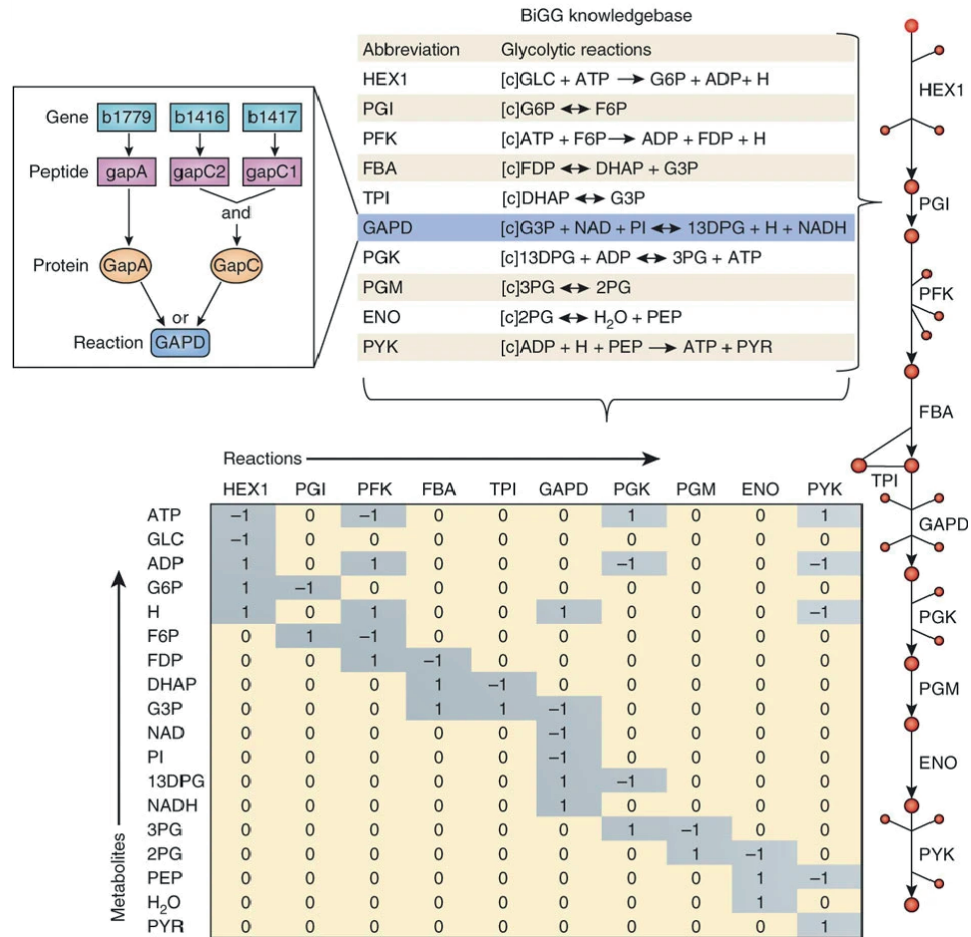 BiGG knowledgebase
Abbreviation Glycolytic reactions
HEX1 [c]GLC + ATP → G6P + ADP+ H
PGI [c]G6P ↔ F6P
PFK [c]ATP + F6P → ADP + FDP + H
FBA [c]FDP ↔ DHAP + G3P
TPI [c]DHAP ↔ G3P
GAPD [c]G3P + NAD + PI ↔ 13DPG + H + NADH
PGK [c]13DPG + ADP ↔ 3PG + ATP
PGM [c]3PG ↔ 2PG
ENO [c]2PG ↔ H₂O + PEP
PYK [c]ADP + H + PEP → ATP + PYR
Gene b1779 b1416 b1417
Peptide gapA gapC2 gapC1
and
Protein GapA GapC
or
Reaction GAPD
HEX1
PGI
PFK
FBA
TPI
GAPD
PGK
PGM
ENO
PYK
Reactions
HEX1 PGI PFK FBA TPI GAPD PGK PGM ENO PYK
ATP –1 0 –1 0 0 0 1 0 0 1
GLC –1 0 0 0 0 0 0 0 0 0
ADP 1 0 1 0 0 0 –1 0 0 –1
G6P 1 –1 0 0 0 0 0 0 0 0
H 1 0 1 0 0 1 0 0 0 –1
F6P 0 1 –1 0 0 0 0 0 0 0
FDP 0 0 1 –1 0 0 0 0 0 0
DHAP 0 0 0 1 –1 0 0 0 0 0
G3P 0 0 0 1 1 –1 0 0 0 0
NAD 0 0 0 0 0 –1 0 0 0 0
PI 0 0 0 0 0 –1 0 0 0 0
13DPG 0 0 0 0 0 1 –1 0 0 0
NADH 0 0 0 0 0 1 0 0 0 0
3PG 0 0 0 0 0 0 1 –1 0 0
2PG 0 0 0 0 0 0 0 1 –1 0
PEP 0 0 0 0 0 0 0 0 1 –1
H₂O 0 0 0 0 0 0 0 0 1 0
PYR 0 0 0 0 0 0 0 0 0 1
Metabolites